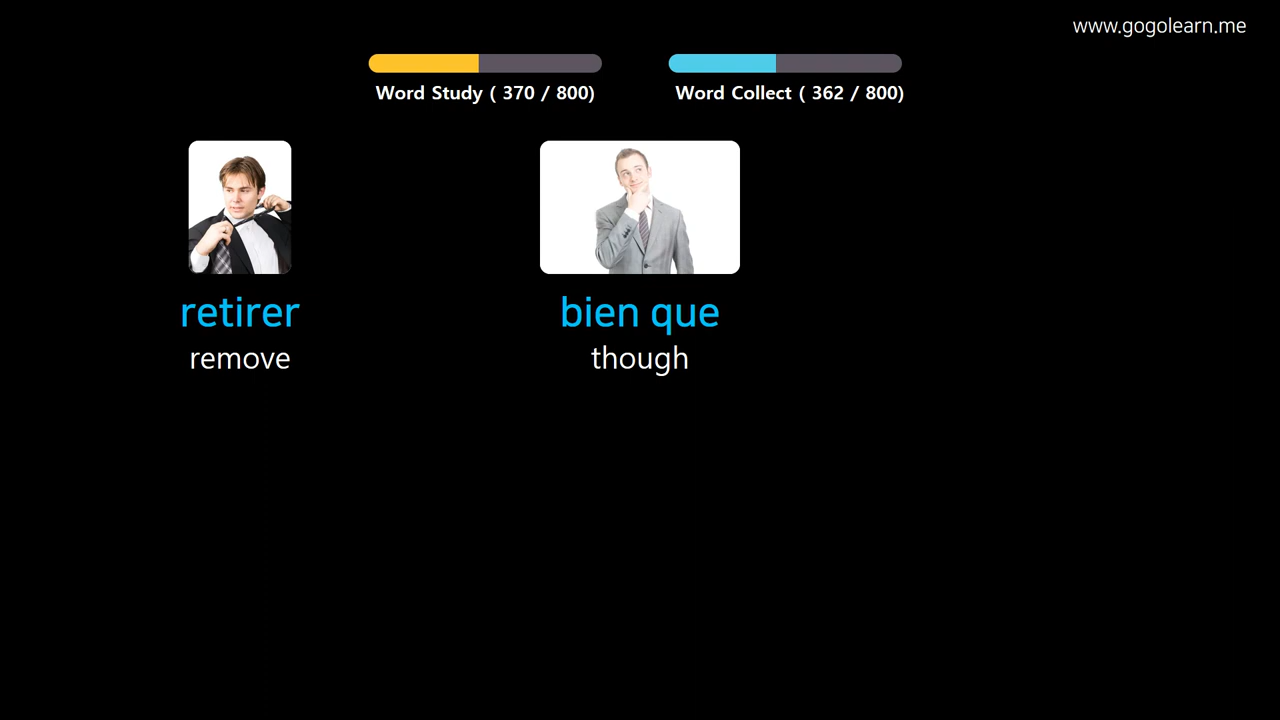 www.gogolearn.me
Word Study ( 370 / 800)
Word Collect ( 362 / 800)
retirer
remove
bien que
though